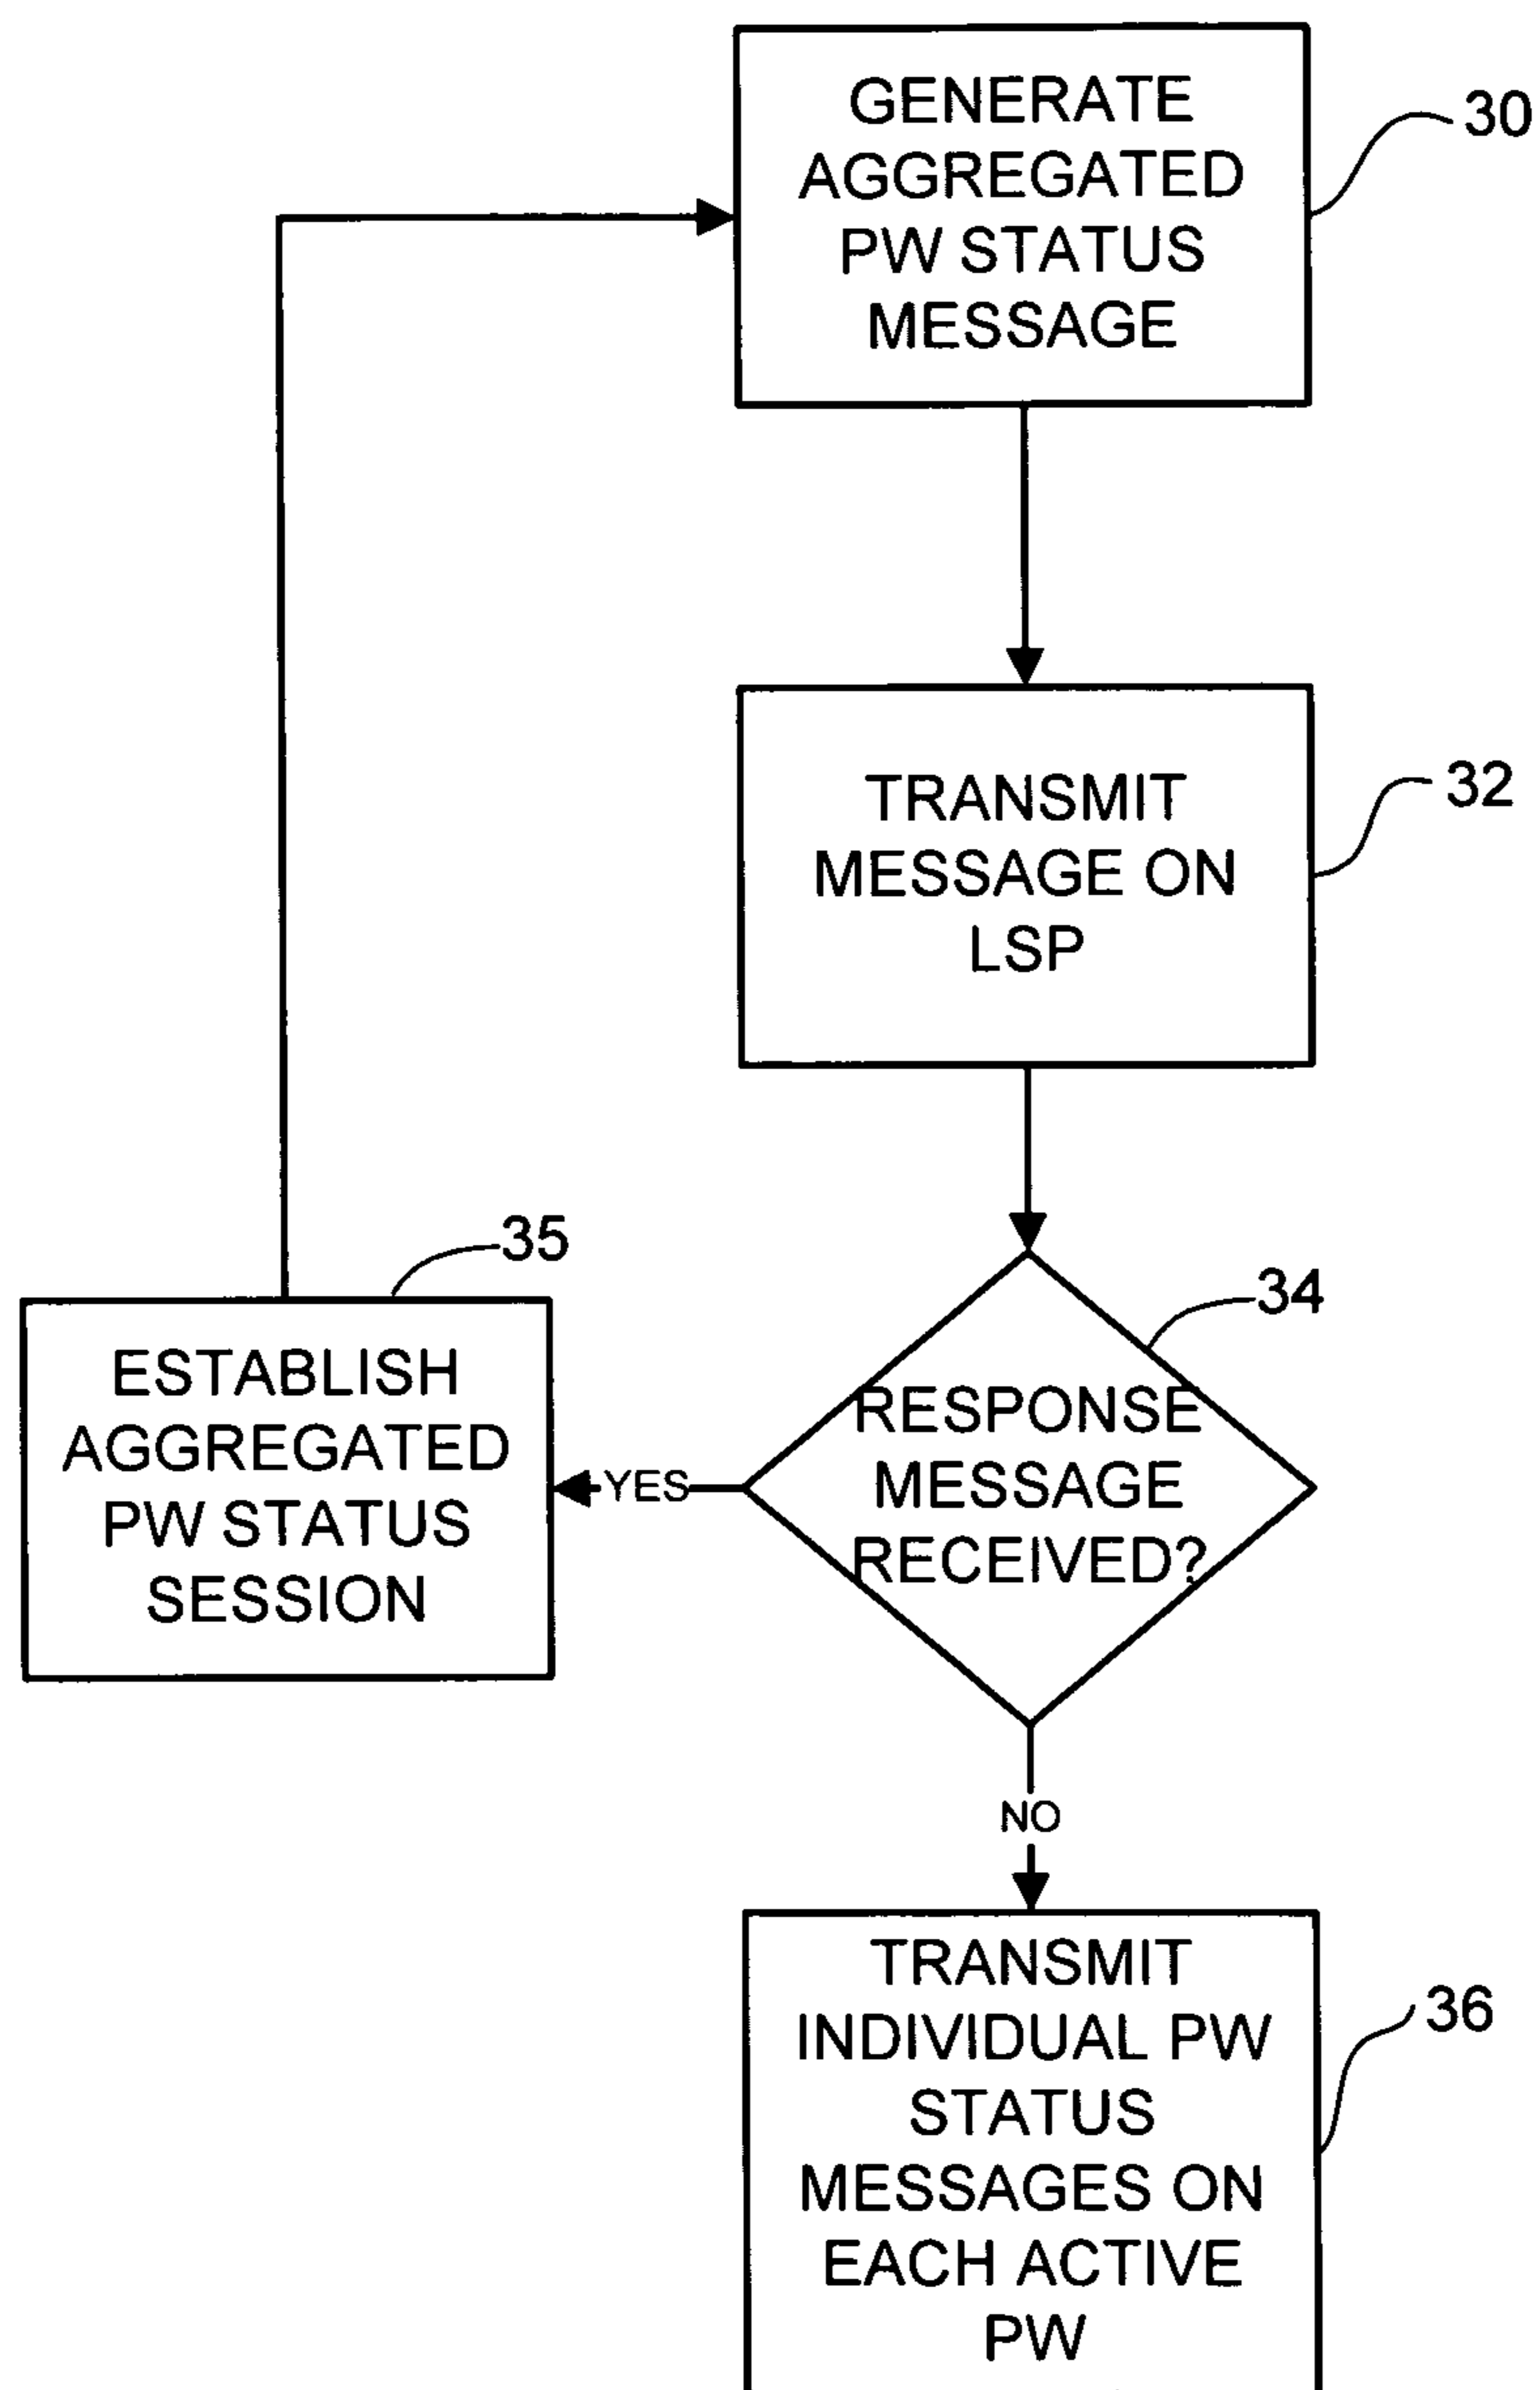 GENERATE
AGGREGATED
PW STATUS
MESSAGE
30
TRANSMIT
MESSAGE ON
LSP
32
35
ESTABLISH
AGGREGATED
PW STATUS
SESSION
YES
34
RESPONSE
MESSAGE
RECEIVED?
NO
TRANSMIT
INDIVIDUAL PW
STATUS
MESSAGES ON
EACH ACTIVE
PW
36